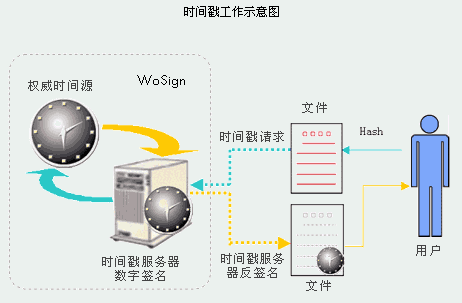 时间戳工作示意图
权威时间源
WoSign
文件
时间戳请求
Hash
时间戳服务器
数字签名
时间戳服务
器反签名
文件
用户